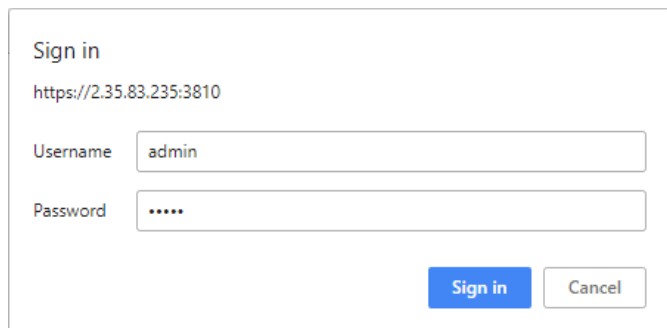 Sign in
https://2.35.83.235:3810
Username admin
Password •••••
Sign in Cancel